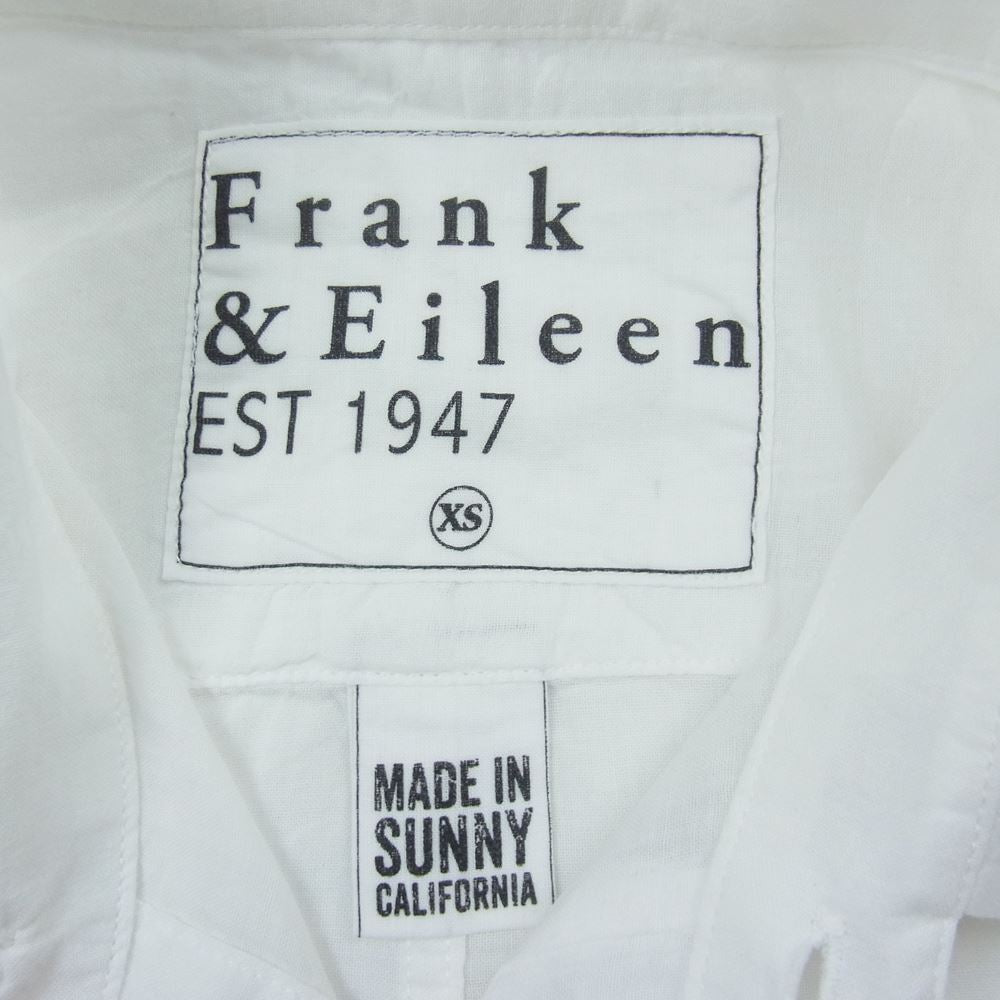 Frank
& Eileen
EST 1947
XS
MADE IN
SUNNY
CALIFORNIA